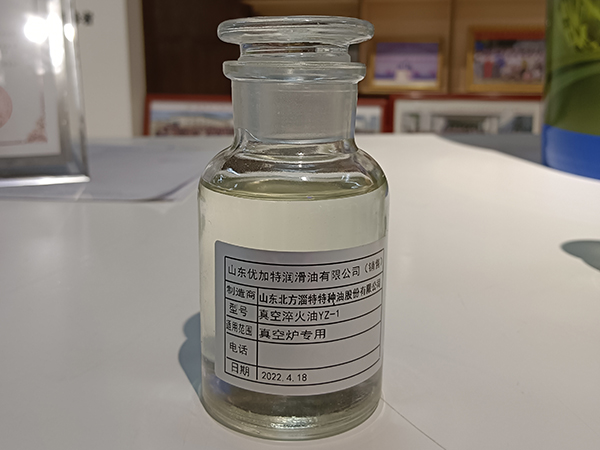 山东优加特润滑油有限公司（销售）
制造商 山东北方淄特特种油股份有限公司
型号 真空淬火油YZ-1
适用范围 真空炉专用
电话
日期 2022.4.18